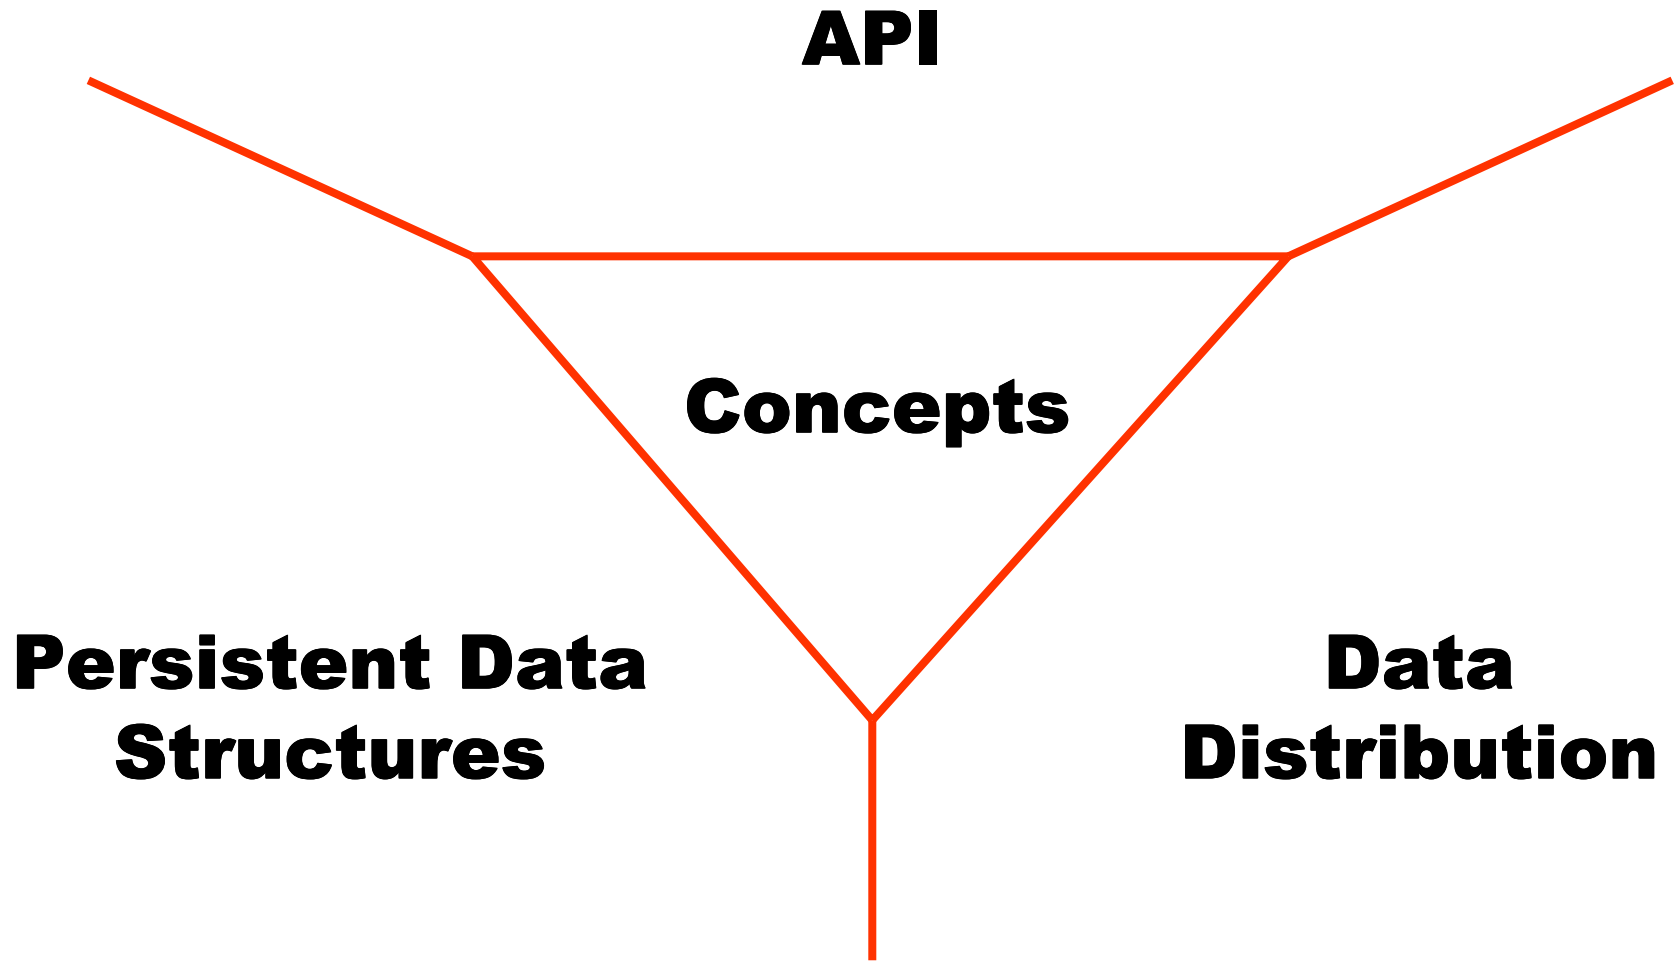 API
Concepts
Persistent Data
Structures
Data
Distribution